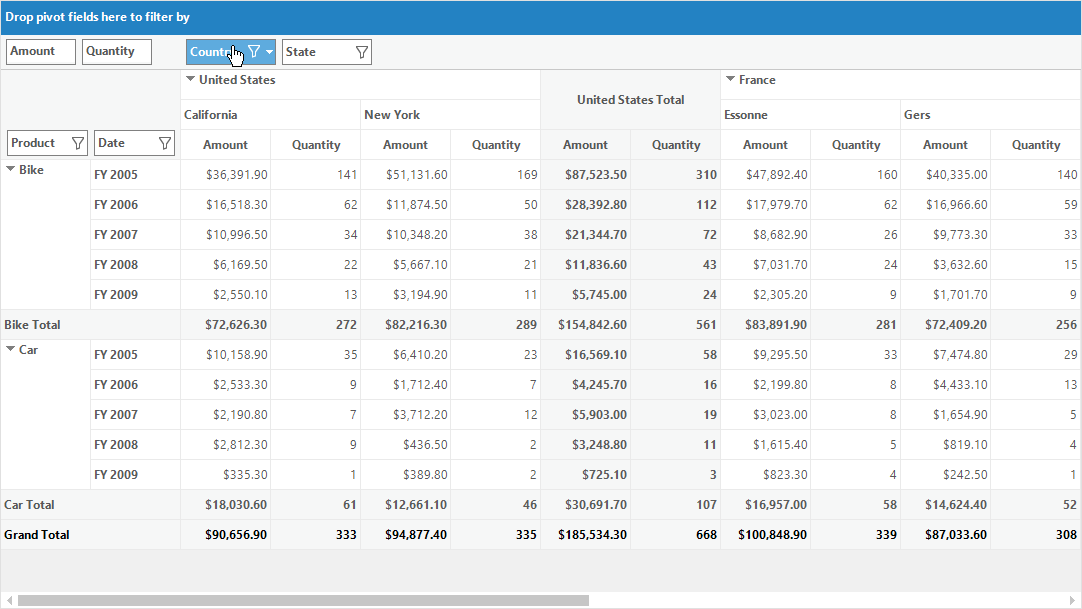 Drop pivot fields here to filter by
Amount Quantity Count State
United States United States Total France
California New York Essonne Gers
Product Date Amount Quantity Amount Quantity Amount Quantity Amount Quantity Amount Quantity
Bike FY 2005 $36,391.90 141 $51,131.60 169 $87,523.50 310 $47,892.40 160 $40,335.00 140
FY 2006 $16,518.30 62 $11,874.50 50 $28,392.80 112 $17,979.70 62 $16,966.60 59
FY 2007 $10,996.50 34 $10,348.20 38 $21,344.70 72 $8,682.90 26 $9,773.30 33
FY 2008 $6,169.50 22 $5,667.10 21 $11,836.60 43 $7,031.70 24 $3,632.60 15
FY 2009 $2,550.10 13 $3,194.90 11 $5,745.00 24 $2,305.20 9 $1,701.70 9
Bike Total $72,626.30 272 $82,216.30 289 $154,842.60 561 $83,891.90 281 $72,409.20 256
Car FY 2005 $10,158.90 35 $6,410.20 23 $16,569.10 58 $9,295.50 33 $7,474.80 29
FY 2006 $2,533.30 9 $1,712.40 7 $4,245.70 16 $2,199.80 8 $4,433.10 13
FY 2007 $2,190.80 7 $3,712.20 12 $5,903.00 19 $3,023.00 8 $1,654.90 5
FY 2008 $2,812.30 9 $436.50 2 $3,248.80 11 $1,615.40 5 $819.10 4
FY 2009 $335.30 1 $389.80 2 $725.10 3 $823.30 4 $242.50 1
Car Total $18,030.60 61 $12,661.10 46 $30,691.70 107 $16,957.00 58 $14,624.40 52
Grand Total $90,656.90 333 $94,877.40 335 $185,534.30 668 $100,848.90 339 $87,033.60 308